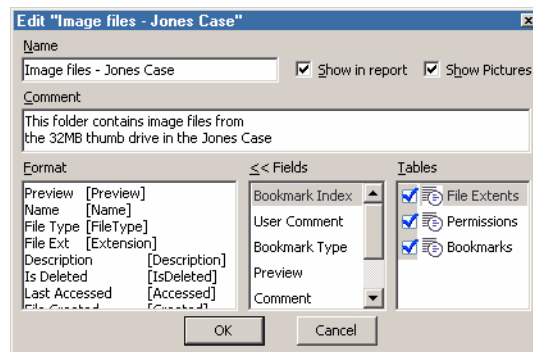 Edit "Image files - Jones Case"
Name
Image files - Jones Case
Show in report
Show Pictures
Comment
This folder contains image files from
the 32MB thumb drive in the Jones Case
Format
Preview [Preview]
Name [Name]
File Type [FileType]
File Ext [Extension]
Description [Description]
Is Deleted [IsDeleted]
Last Accessed [Accessed]
File Created [Created]
<< Fields
Bookmark Index
User Comment
Bookmark Type
Preview
Comment
Tables
File Extents
Permissions
Bookmarks
OK
Cancel